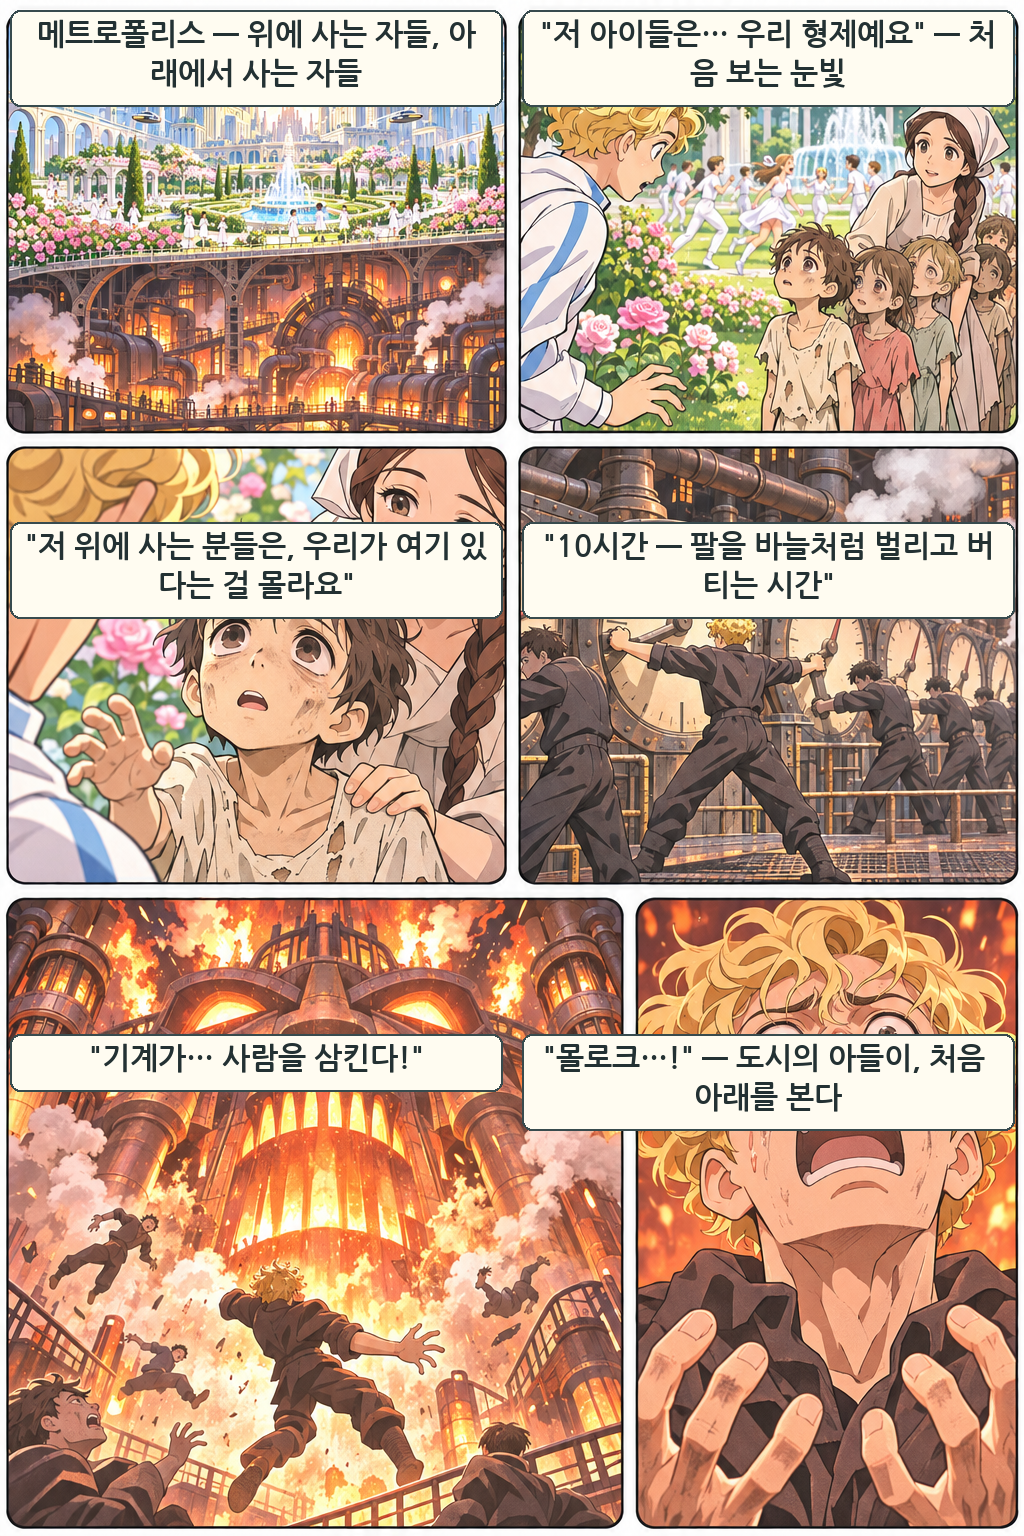 메트로폴리스 — 위에 사는 자들, 아
래에서 사는 자들
"저 아이들은… 우리 형제예요" — 처
음 보는 눈빛
"저 위에 사는 분들은, 우리가 여기 있
다는 걸 몰라요"
"10시간 — 팔을 바늘처럼 벌리고 버
티는 시간"
"기계가… 사람을 삼킨다!"
"몰로크…!" — 도시의 아들이, 처음
아래를 본다